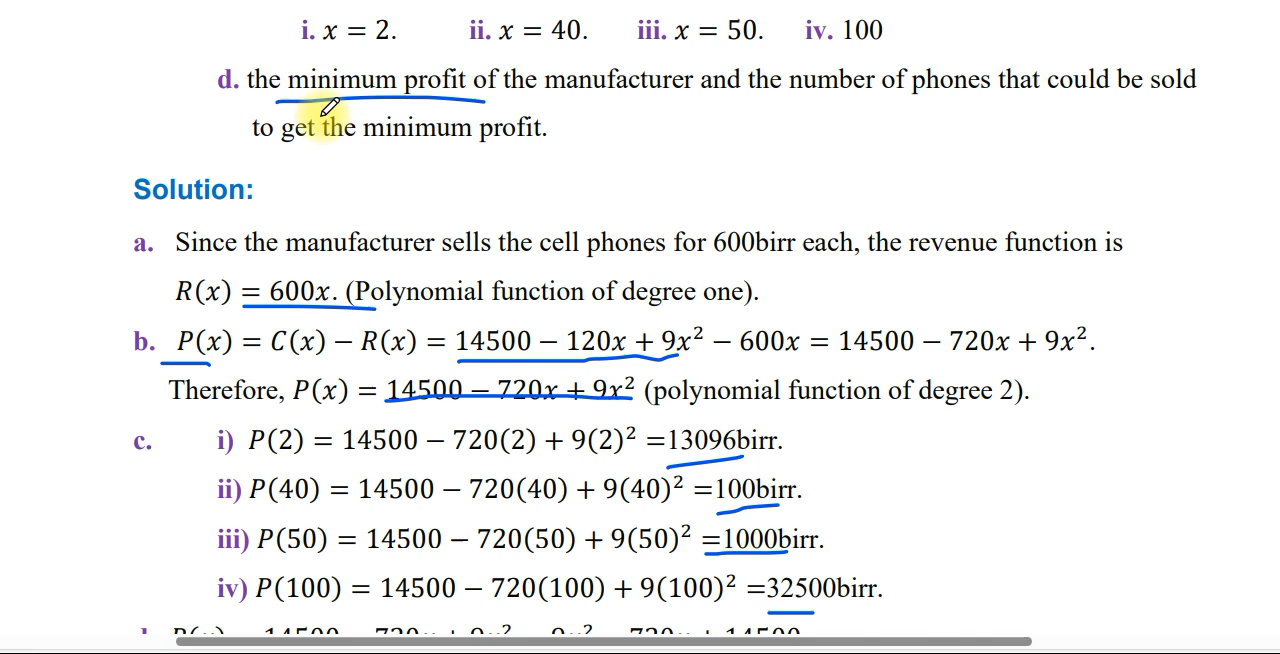 i. x = 2. ii. x = 40. iii. x = 50. iv. 100
d. the minimum profit of the manufacturer and the number of phones that could be sold
to get the minimum profit.
Solution:
a. Since the manufacturer sells the cell phones for 600birr each, the revenue function is
R(x) = 600x. (Polynomial function of degree one).
b. P(x) = C(x) − R(x) = 14500 − 120x + 9x² − 600x = 14500 − 720x + 9x².
Therefore, P(x) = 14500 − 720x + 9x² (polynomial function of degree 2).
c. i) P(2) = 14500 − 720(2) + 9(2)² =13096birr.
ii) P(40) = 14500 − 720(40) + 9(40)² =100birr.
iii) P(50) = 14500 − 720(50) + 9(50)² =1000birr.
iv) P(100) = 14500 − 720(100) + 9(100)² =32500birr.